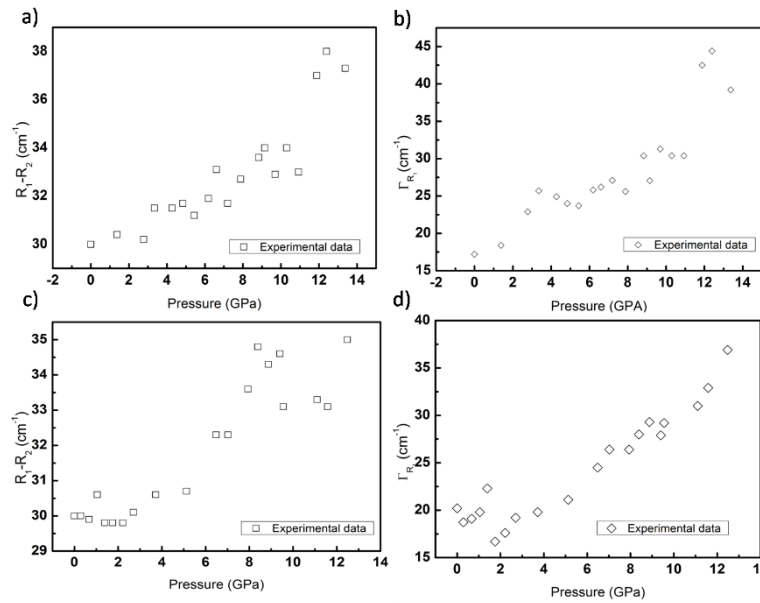 a)
38
36
34
32
30
R₁-R₂ (cm⁻¹)
□ Experimental data
-2 0 2 4 6 8 10 12 14
Pressure (GPa)
b)
45
40
35
30
25
20
15
Γ_R₁ (cm⁻¹)
◇ Experimental data
-2 0 2 4 6 8 10 12 14
Pressure (GPA)
c)
35
34
33
32
31
30
29
R₁-R₂ (cm⁻¹)
□ Experimental data
0 2 4 6 8 10 12 14
Pressure (GPa)
d)
40
35
30
25
20
15
Γ_R (cm⁻¹)
◇ Experimental data
0 2 4 6 8 10 12 14
Pressure (GPa)